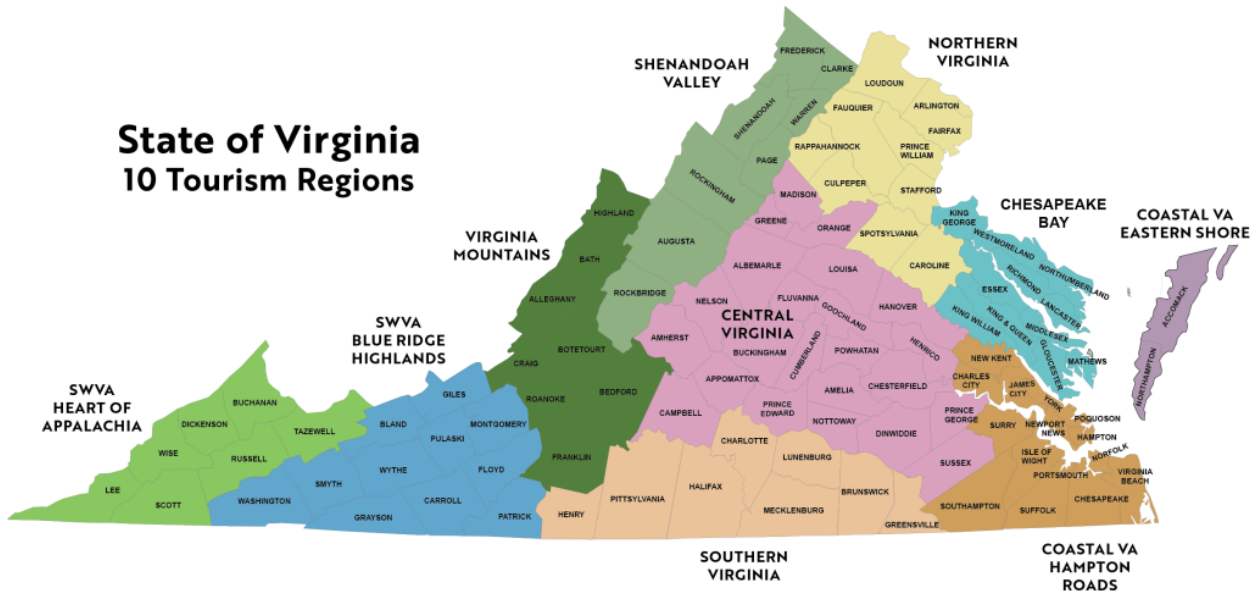 State of Virginia
10 Tourism Regions
SHENANDOAH
VALLEY
FREDERICK
CLARKE
SHENANDOAH
WARREN
PAGE
ROCKINGHAM
AUGUSTA
ROCKBRIDGE
NORTHERN
VIRGINIA
LOUDOUN
FAUQUIER
ARLINGTON
FAIRFAX
RAPPAHANNOCK
PRINCE
WILLIAM
CULPEPER
STAFFORD
SPOTSYLVANIA
CAROLINE
CHESAPEAKE
BAY
KING
GEORGE
WESTMORELAND
NORTHUMBERLAND
RICHMOND
LANCASTER
ESSEX
KING WILLIAM
KING & QUEEN
MIDDLESEX
GLOUCESTER
MATHEWS
COASTAL VA
EASTERN SHORE
ACCOMACK
NORTHAMPTON
VIRGINIA
MOUNTAINS
HIGHLAND
BATH
ALLEGHANY
BOTETOURT
CRAIG
ROANOKE
BEDFORD
FRANKLIN
CENTRAL
VIRGINIA
MADISON
GREENE
ORANGE
ALBEMARLE
LOUISA
NELSON
FLUVANNA
GOOCHLAND
HANOVER
AMHERST
BUCKINGHAM
CUMBERLAND
POWHATAN
HENRICO
APPOMATTOX
AMELIA
CHESTERFIELD
CAMPBELL
PRINCE
EDWARD
NOTTOWAY
DINWIDDIE
PRINCE
GEORGE
SUSSEX
SWVA
BLUE RIDGE
HIGHLANDS
GILES
BLAND
PULASKI
MONTGOMERY
WYTHE
FLOYD
SMYTH
WASHINGTON
CARROLL
GRAYSON
PATRICK
SWVA
HEART OF
APPALACHIA
BUCHANAN
DICKENSON
TAZEWELL
WISE
RUSSELL
LEE
SCOTT
SOUTHERN
VIRGINIA
HENRY
PITTSYLVANIA
HALIFAX
CHARLOTTE
LUNENBURG
MECKLENBURG
BRUNSWICK
GREENSVILLE
COASTAL VA
HAMPTON
ROADS
NEW KENT
CHARLES
CITY
JAMES
CITY
YORK
POQUOSON
SURRY
NEWPORT
NEWS
HAMPTON
NORFOLK
ISLE OF
WIGHT
PORTSMOUTH
VIRGINIA
BEACH
SOUTHAMPTON
SUFFOLK
CHESAPEAKE